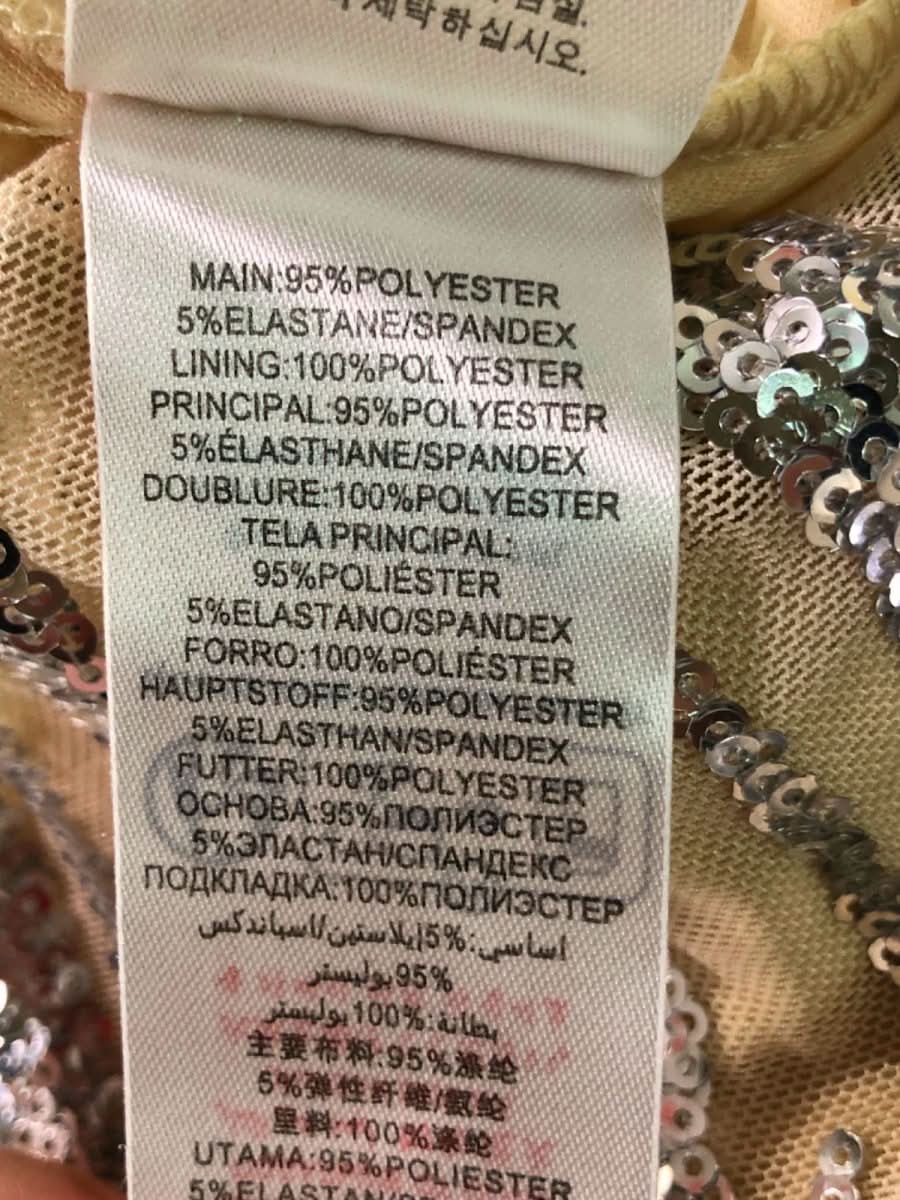 세탁하십시오.
MAIN:95%POLYESTER
5%ELASTANE/SPANDEX
LINING:100%POLYESTER
PRINCIPAL:95%POLYESTER
5%ÉLASTHANE/SPANDEX
DOUBLURE:100%POLYESTER
TELA PRINCIPAL:
95%POLIÉSTER
5%ELASTANO/SPANDEX
FORRO:100%POLIÉSTER
HAUPTSTOFF:95%POLYESTER
5%ELASTHAN/SPANDEX
FUTTER:100%POLYESTER
ОСНОВА:95%ПОЛИЭСТЕР
5%ЭЛАСТАН/СПАНДЕКС
ПОДКЛАДКА:100%ПОЛИЭСТЕР
اساسي:%5إيلاستين/اسباندكس
95%بوليستر
بطانة:%100بوليستر
主要布料:95%涤纶
5%弹性纤维/氨纶
里料:100%涤纶
UTAMA:95%POLIESTER